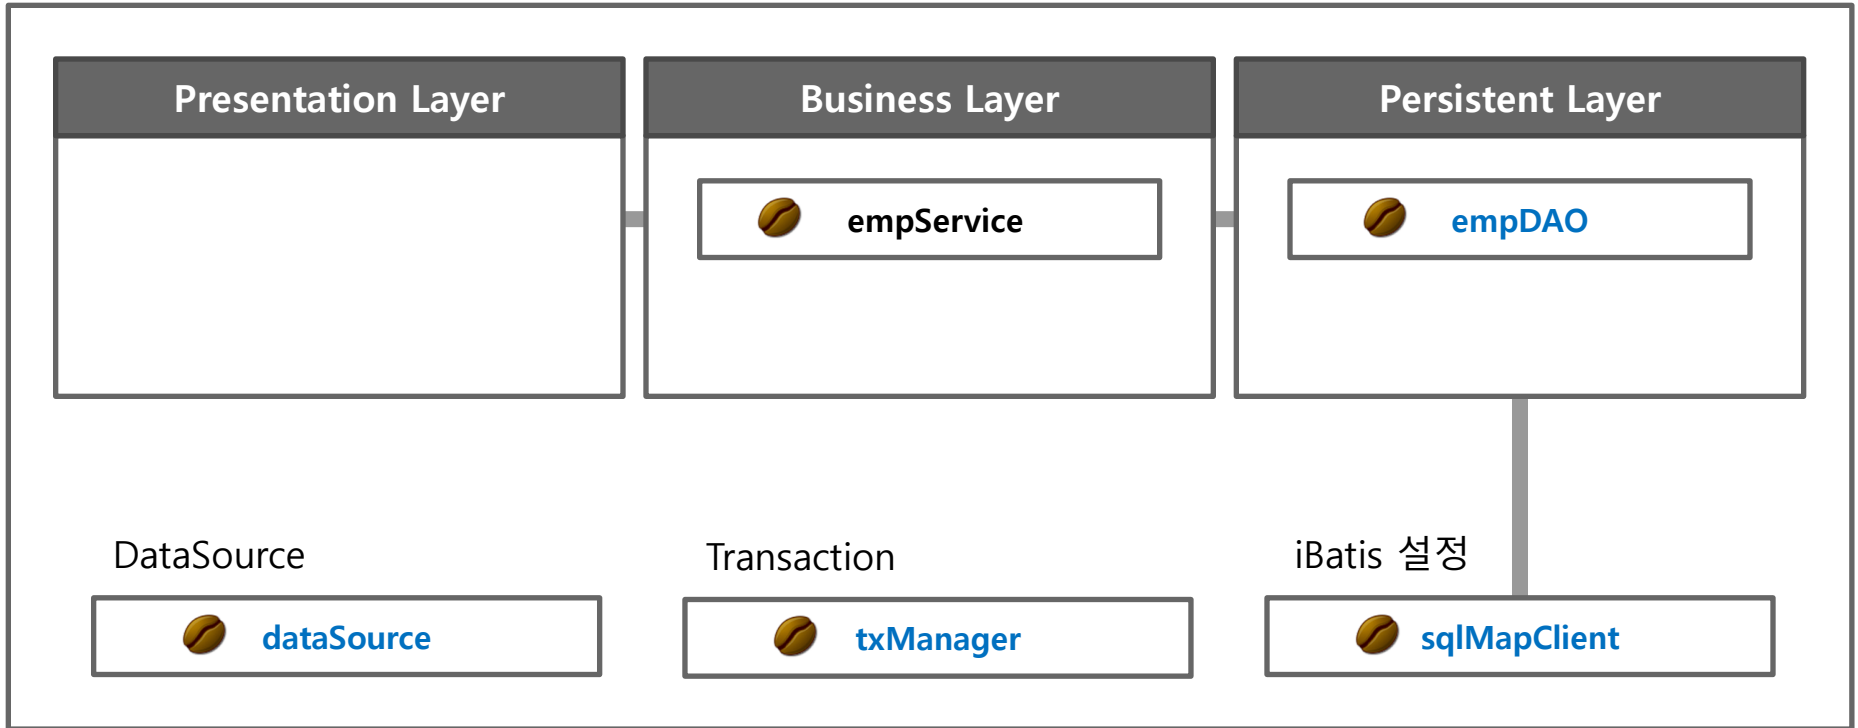 Presentation Layer
Business Layer
Persistent Layer
empService
empDAO
DataSource
Transaction
iBatis 설정
dataSource
txManager
sqlMapClient